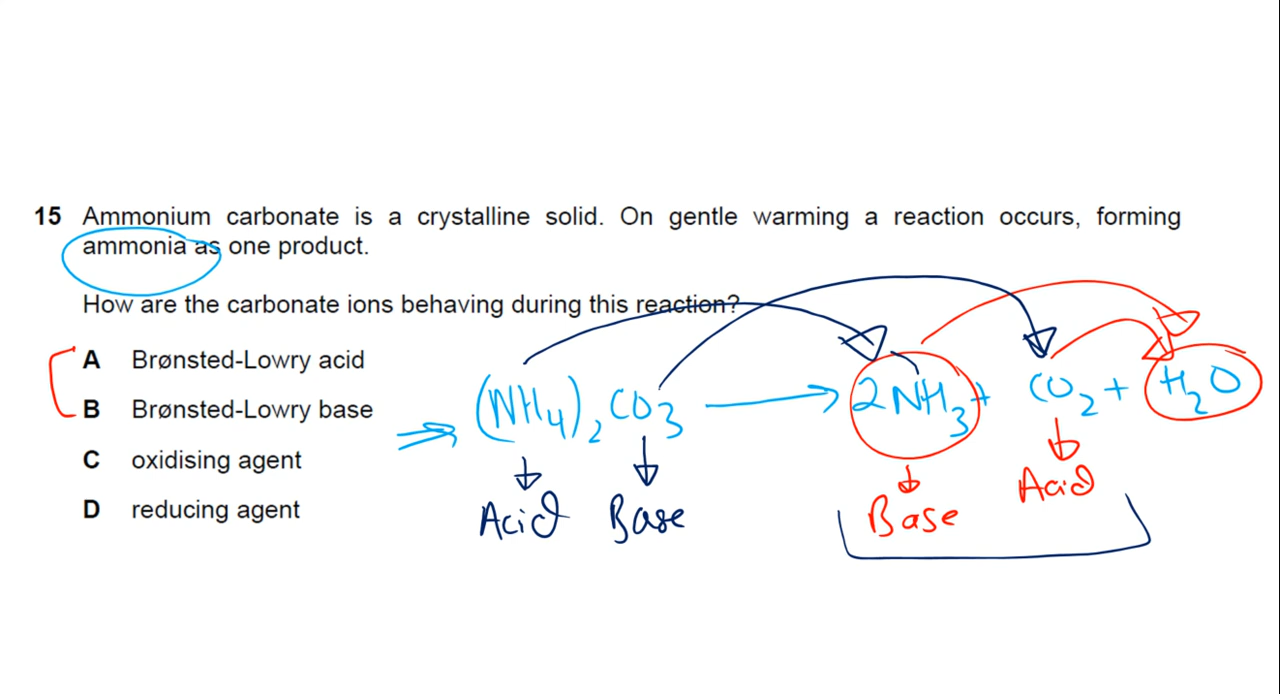 15 Ammonium carbonate is a crystalline solid. On gentle warming a reaction occurs, forming
ammonia as one product.
How are the carbonate ions behaving during this reaction?
A Brønsted-Lowry acid
B Brønsted-Lowry base
C oxidising agent
D reducing agent
(NH4)2CO3 → 2NH3 + CO2 + H2O
Acid Base Base Acid